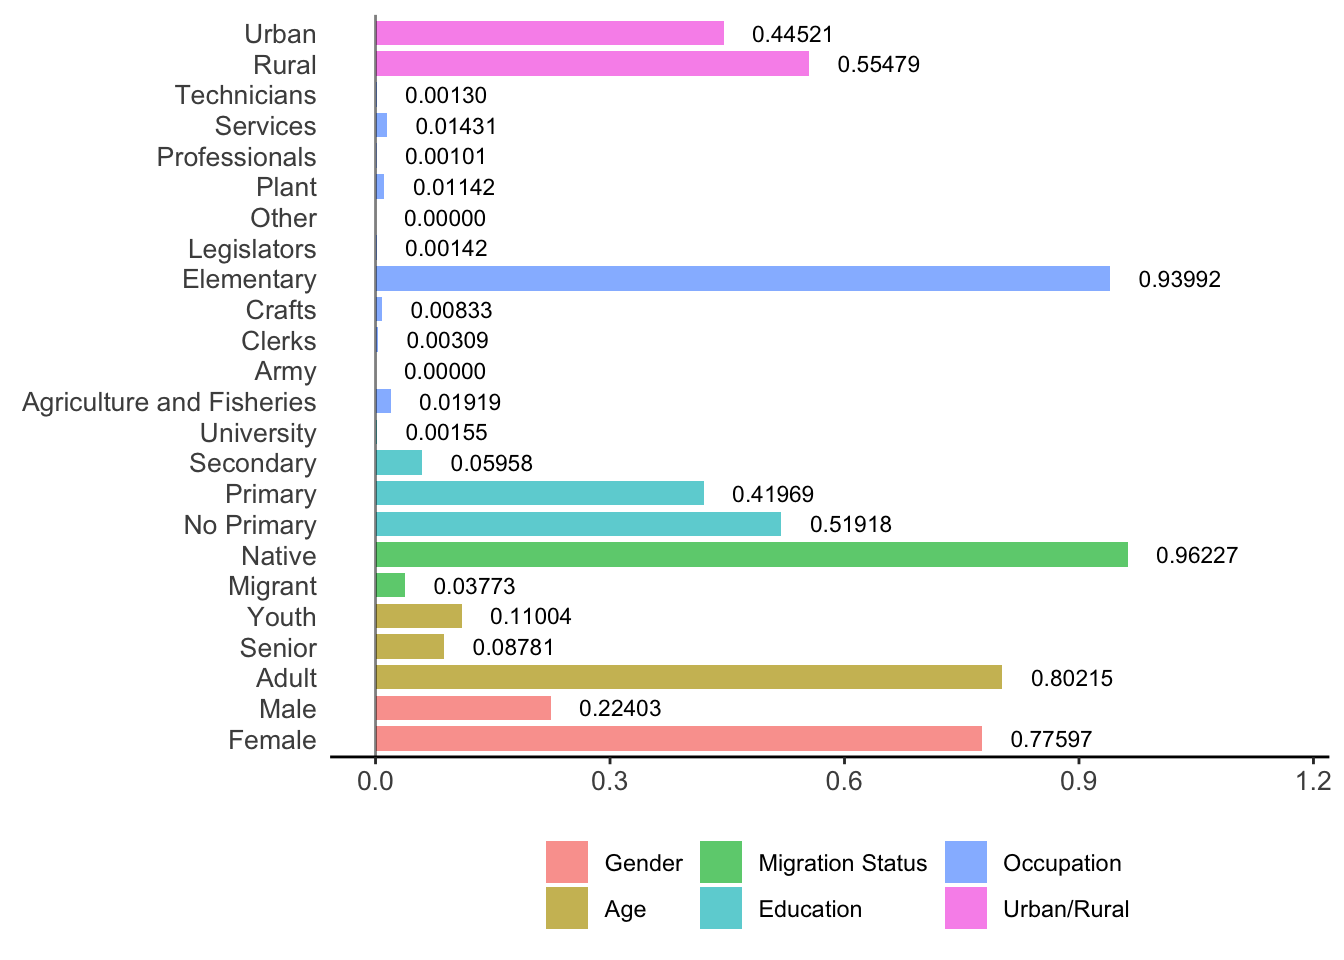 Urban 0.44521
Rural 0.55479
Technicians 0.00130
Services 0.01431
Professionals 0.00101
Plant 0.01142
Other 0.00000
Legislators 0.00142
Elementary 0.93992
Crafts 0.00833
Clerks 0.00309
Army 0.00000
Agriculture and Fisheries 0.01919
University 0.00155
Secondary 0.05958
Primary 0.41969
No Primary 0.51918
Native 0.96227
Migrant 0.03773
Youth 0.11004
Senior 0.08781
Adult 0.80215
Male 0.22403
Female 0.77597
0.0 0.3 0.6 0.9 1.2
Gender Migration Status Occupation
Age Education Urban/Rural